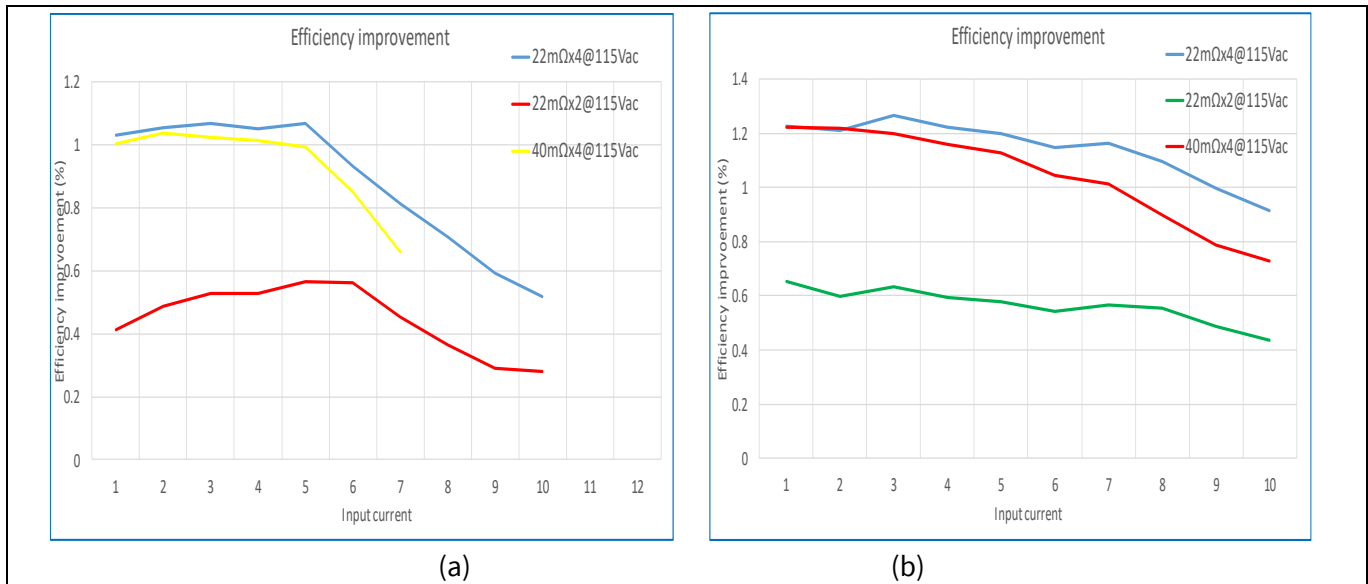 Efficiency improvement
22mΩx4@115Vac
22mΩx2@115Vac
40mΩx4@115Vac
Efficiency imprvoement (%)
1.2
1
0.8
0.6
0.4
0.2
0
1 2 3 4 5 6 7 8 9 10 11 12
Input current
(a)
Efficiency improvement
22mΩx4@115Vac
22mΩx2@115Vac
40mΩx4@115Vac
Efficiency imprvoement (%)
1.4
1.2
1
0.8
0.6
0.4
0.2
0
1 2 3 4 5 6 7 8 9 10
Input current
(b)